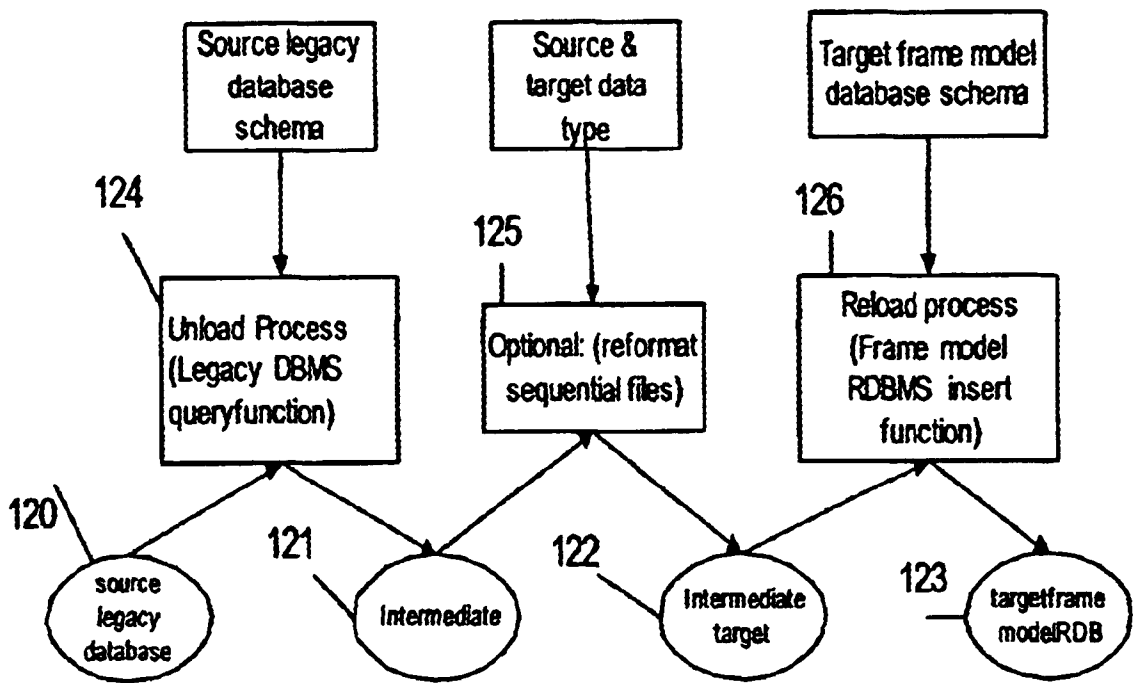 Source legacy
database
schema
Source &
target data
type
Target frame model
database schema
124
125
126
Unload Process
(Legacy DBMS
queryfunction)
Optional: (reformat
sequential files)
Reload process
(Frame model
RDBMS insert
function)
120
121
122
123
source
legacy
database
Intermediate
Intermediate
target
targetframe
modelRDB